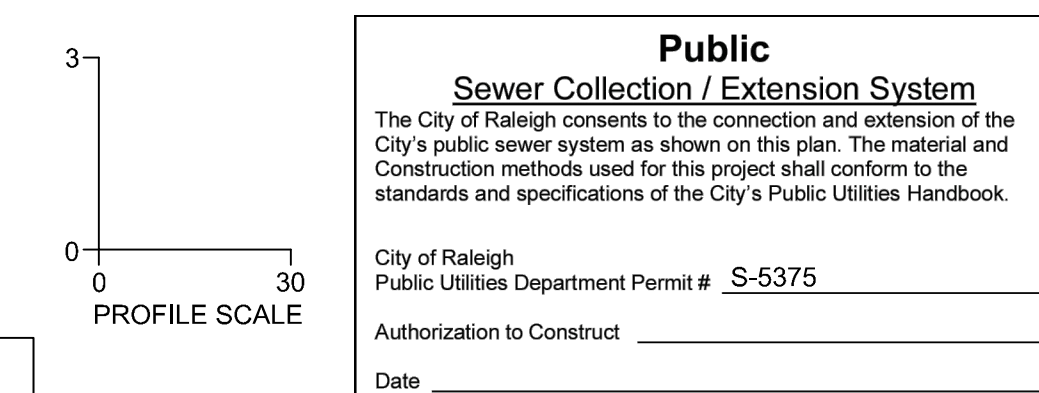 3
0
0 30
PROFILE SCALE
Public
Sewer Collection / Extension System
The City of Raleigh consents to the connection and extension of the
City’s public sewer system as shown on this plan. The material and
Construction methods used for this project shall conform to the
standards and specifications of the City’s Public Utilities Handbook.
City of Raleigh
Public Utilities Department Permit # S-5375
Authorization to Construct
Date